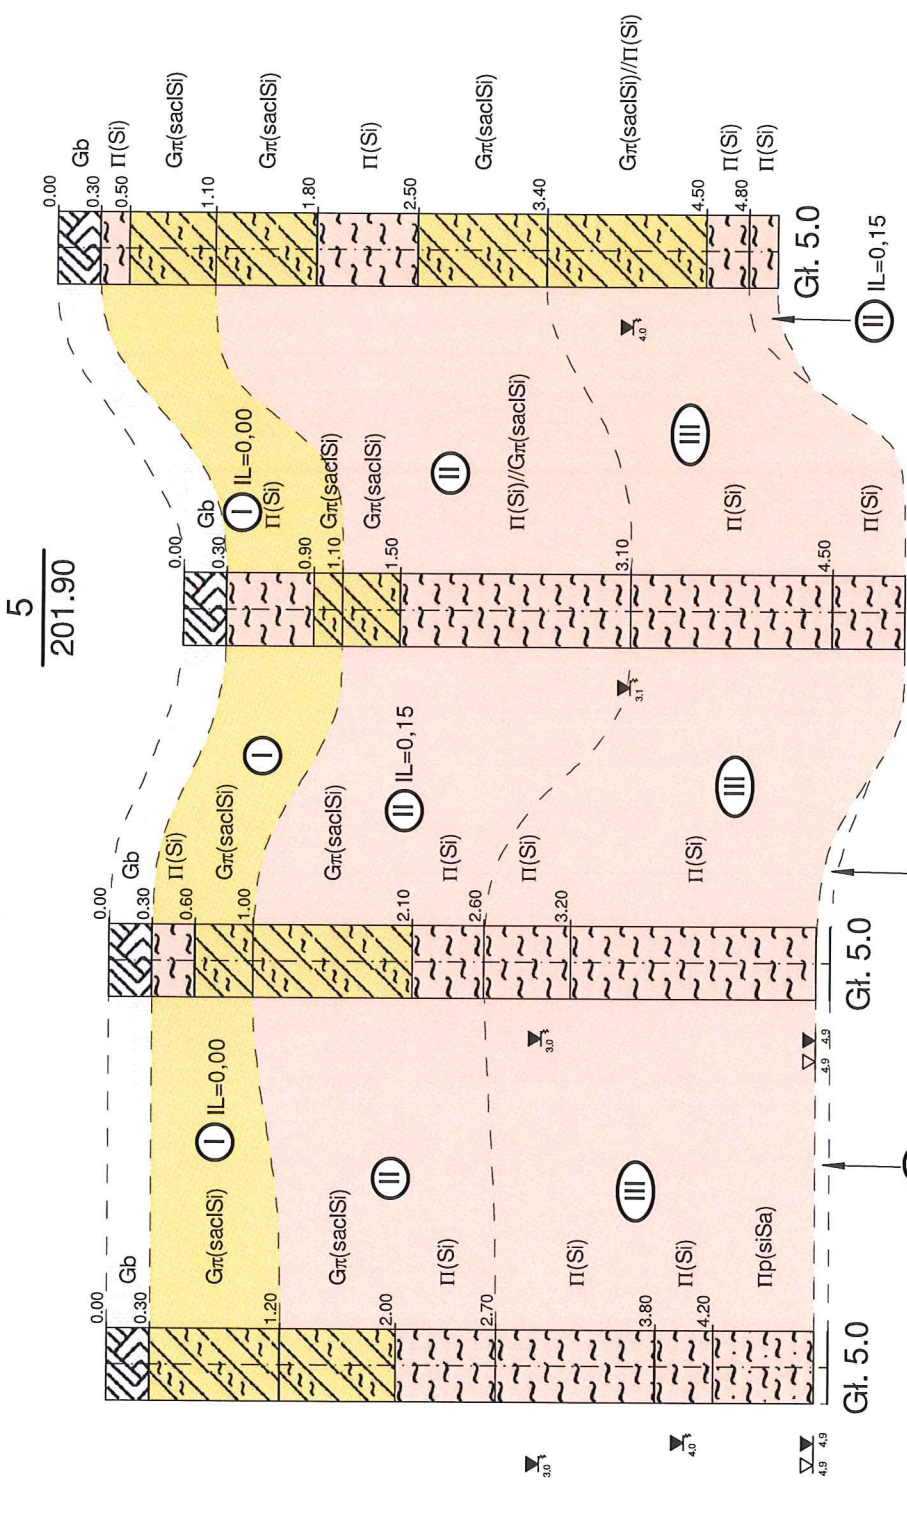 5
201.90
0.00
Gb
0.30
Gπ(saclSi)
1.20
Gπ(saclSi)
2.00
Π(Si)
2.70
Π(Si)
3.80
Π(Si)
4.20
Πp(siSa)
Gł. 5.0
3.0
4.0
4.9
4.9
I IL=0,00
II
III
0.00
Gb
0.30
Π(Si)
0.60
Gπ(saclSi)
1.00
Gπ(saclSi)
2.10
Π(Si)
2.60
Π(Si)
3.20
Π(Si)
Gł. 5.0
3.0
4.9
4.9
I
II IL=0,15
III
0.00
Gb
0.30
Π(Si)
0.90
Gπ(saclSi)
1.10
Gπ(saclSi)
1.50
Π(Si)//Gπ(saclSi)
3.10
Π(Si)
4.50
Π(Si)
3.1
I IL=0,00
II
III
0.00
Gb
0.30
Π(Si)
0.50
Gπ(saclSi)
1.10
Gπ(saclSi)
1.80
Π(Si)
2.50
Gπ(saclSi)
3.40
Gπ(saclSi)//Π(Si)
4.50
Π(Si)
4.80
Π(Si)
Gł. 5.0
4.0
II IL=0,15